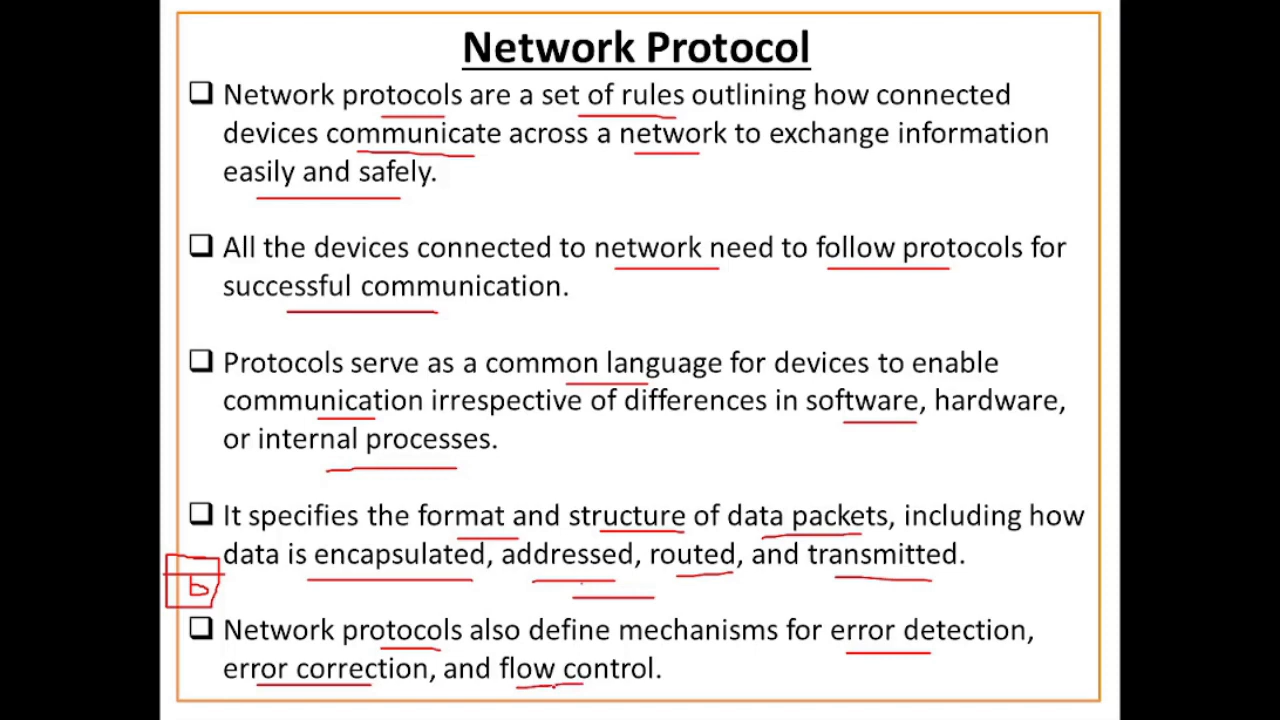 Network Protocol
❑ Network protocols are a set of rules outlining how connected
devices communicate across a network to exchange information
easily and safely.
❑ All the devices connected to network need to follow protocols for
successful communication.
❑ Protocols serve as a common language for devices to enable
communication irrespective of differences in software, hardware,
or internal processes.
❑ It specifies the format and structure of data packets, including how
data is encapsulated, addressed, routed, and transmitted.
D
❑ Network protocols also define mechanisms for error detection,
error correction, and flow control.